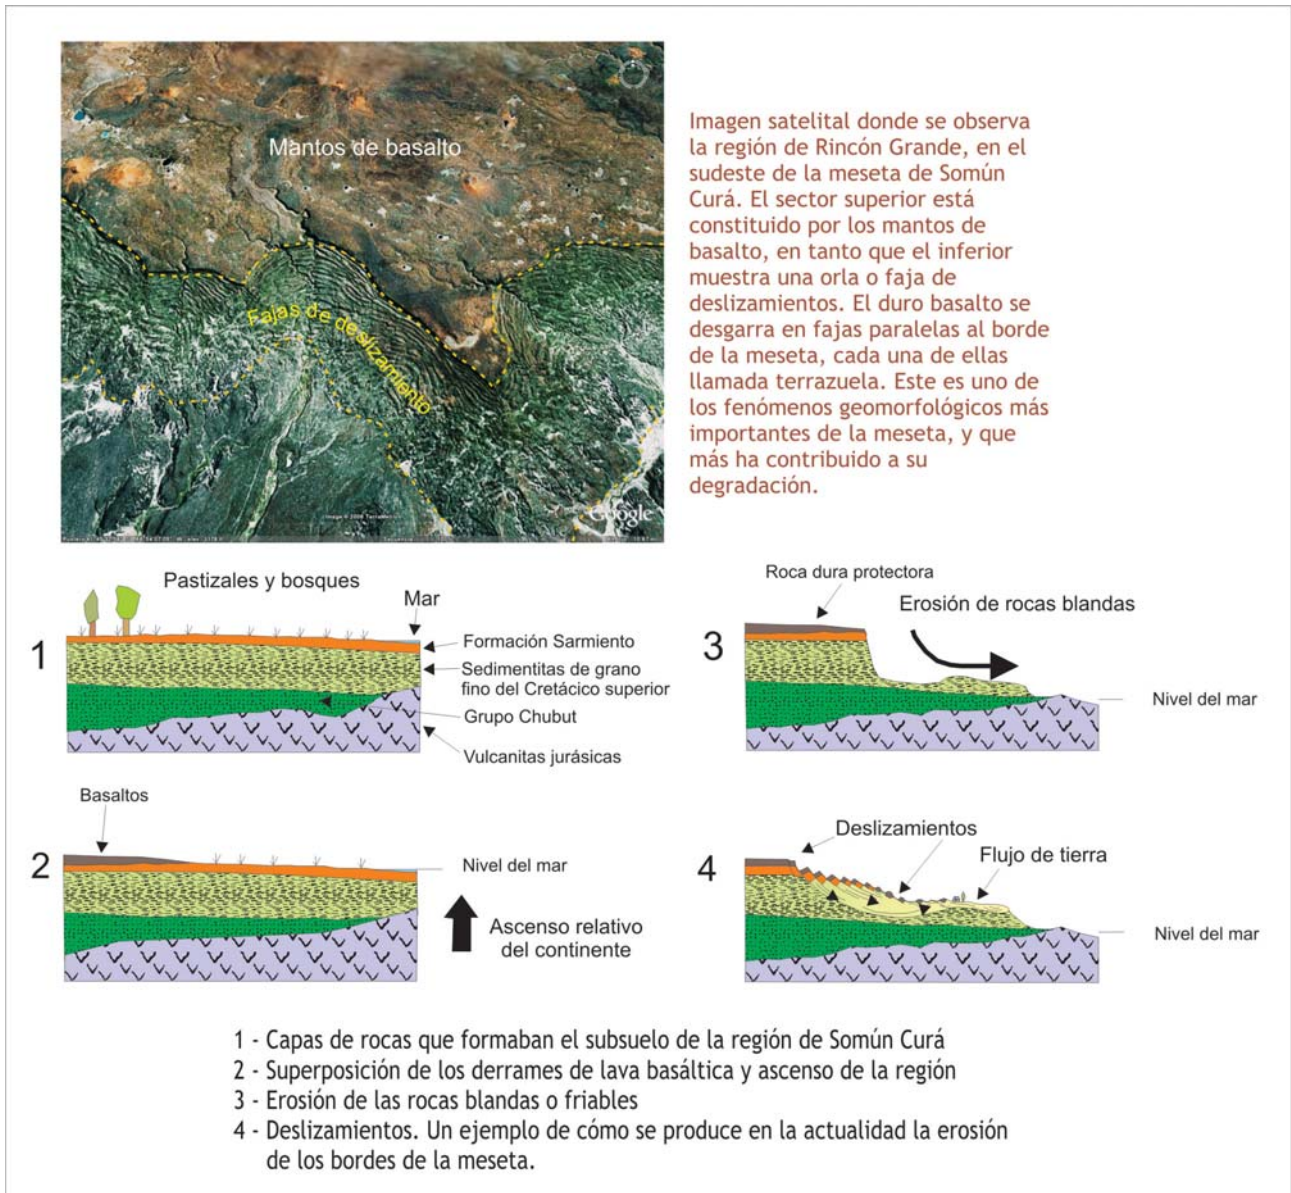 Mantos de basalto
Fajas de deslizamiento
Google
Imagen satelital donde se observa
la región de Rincón Grande, en el
sudeste de la meseta de Somún
Curá. El sector superior está
constituido por los mantos de
basalto, en tanto que el inferior
muestra una orla o faja de
deslizamientos. El duro basalto se
desgarra en fajas paralelas al borde
de la meseta, cada una de ellas
llamada terrazuela. Este es uno de
los fenómenos geomorfológicos más
importantes de la meseta, y que
más ha contribuido a su
degradación.
1
Pastizales y bosques
Mar
Formación Sarmiento
Sedimentitas de grano
fino del Cretácico superior
Grupo Chubut
Vulcanitas jurásicas
2
Basaltos
Nivel del mar
Ascenso relativo
del continente
3
Roca dura protectora
Erosión de rocas blandas
Nivel del mar
4
Deslizamientos
Flujo de tierra
Nivel del mar
1 - Capas de rocas que formaban el subsuelo de la región de Somún Curá
2 - Superposición de los derrames de lava basáltica y ascenso de la región
3 - Erosión de las rocas blandas o friables
4 - Deslizamientos. Un ejemplo de cómo se produce en la actualidad la erosión
de los bordes de la meseta.